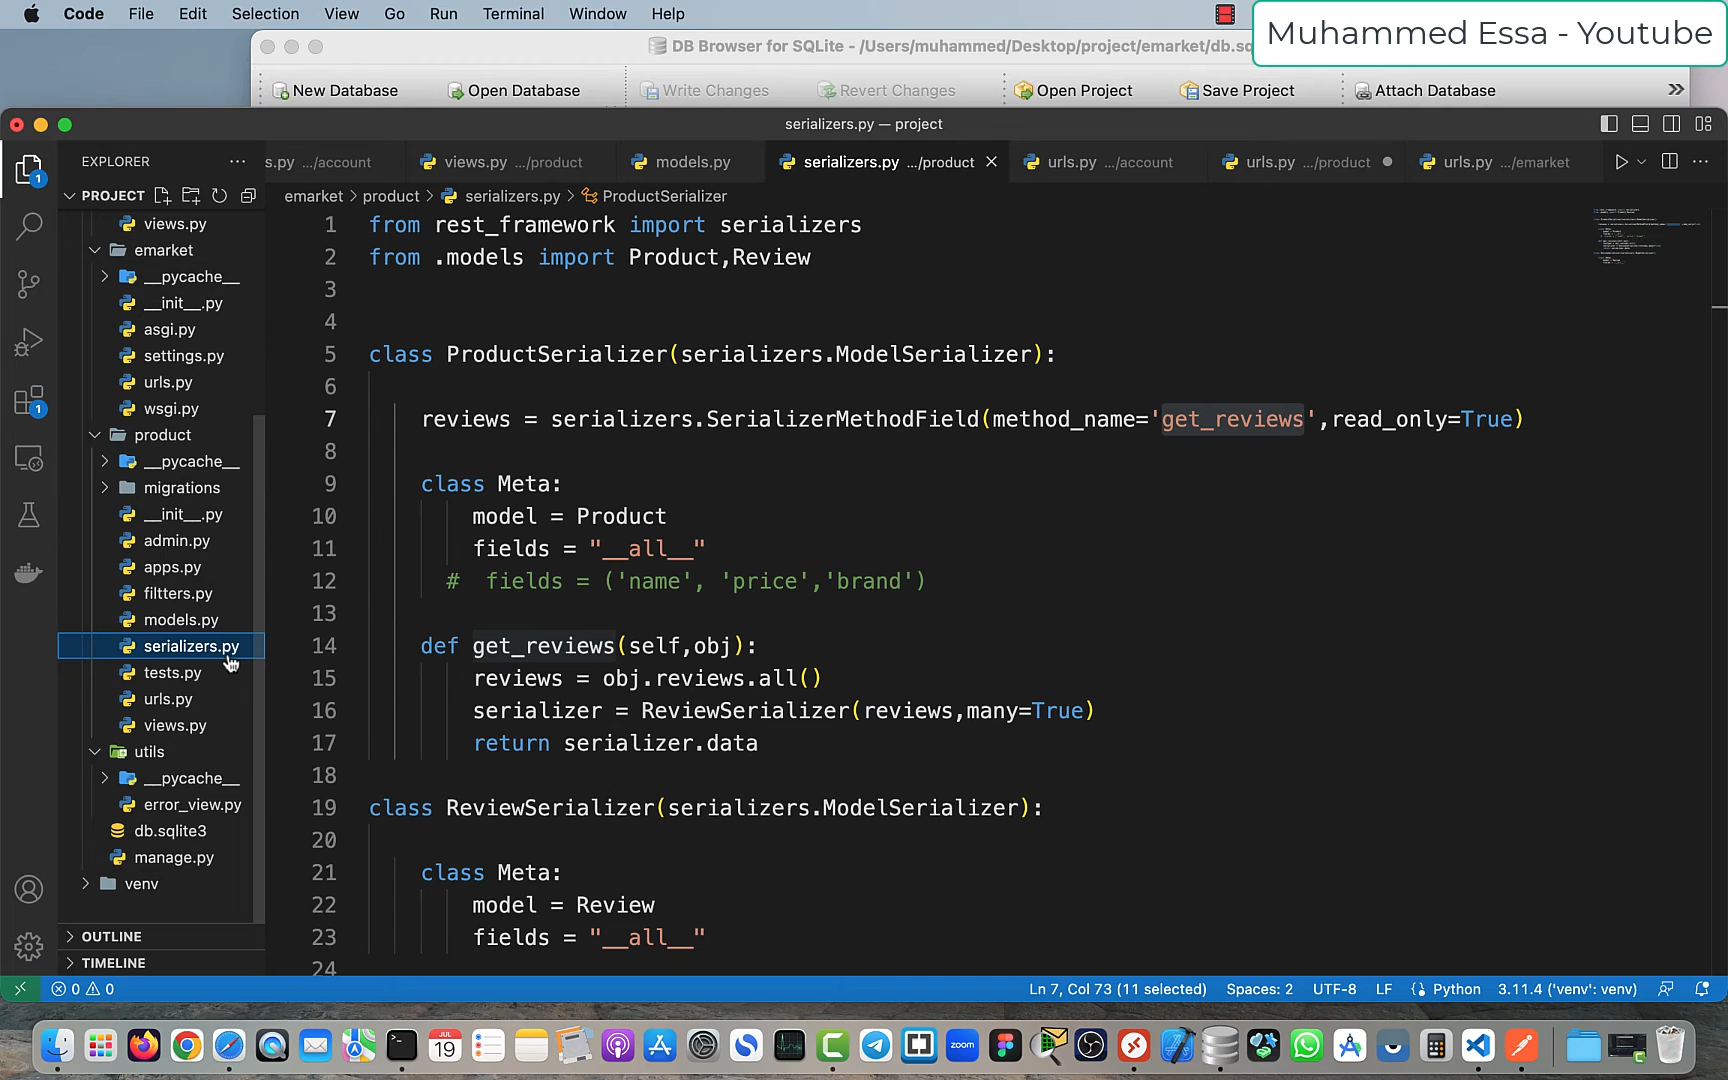 Code File Edit Selection View Go Run Terminal Window Help
Muhammed Essa - Youtube
DB Browser for SQLite - /Users/muhammed/Desktop/project/emarket/db.sq
New Database Open Database Write Changes Revert Changes Open Project Save Project Attach Database »
serializers.py — project
EXPLORER ...
s.py .../account views.py .../product models.py serializers.py .../product urls.py .../account urls.py .../product urls.py .../emarket
PROJECT
emarket > product > serializers.py > ProductSerializer
views.py
emarket
__pycache__
__init__.py
asgi.py
settings.py
urls.py
wsgi.py
product
__pycache__
migrations
__init__.py
admin.py
apps.py
filtters.py
models.py
serializers.py
tests.py
urls.py
views.py
utils
__pycache__
error_view.py
db.sqlite3
manage.py
venv
OUTLINE
TIMELINE
1
1
1 from rest_framework import serializers
2 from .models import Product,Review
3
4
5 class ProductSerializer(serializers.ModelSerializer):
6
7 reviews = serializers.SerializerMethodField(method_name='get_reviews',read_only=True)
8
9 class Meta:
10 model = Product
11 fields = "__all__"
12 # fields = ('name', 'price','brand')
13
14 def get_reviews(self,obj):
15 reviews = obj.reviews.all()
16 serializer = ReviewSerializer(reviews,many=True)
17 return serializer.data
18
19 class ReviewSerializer(serializers.ModelSerializer):
20
21 class Meta:
22 model = Review
23 fields = "__all__"
24
0 0 Ln 7, Col 73 (11 selected) Spaces: 2 UTF-8 LF Python 3.11.4 ('venv': venv)
JUL
19
zoom